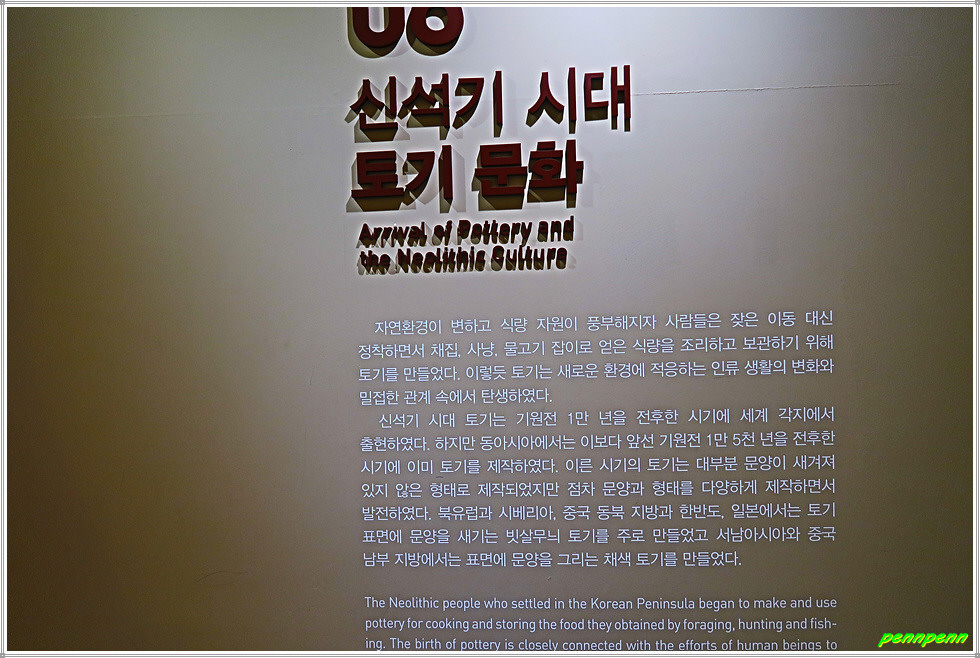 06
신석기 시대
토기 문화
Arrival of Pottery and
the Neolithic Culture
자연환경이 변하고 식량 자원이 풍부해지자 사람들은 잦은 이동 대신
정착하면서 채집, 사냥, 물고기 잡이로 얻은 식량을 조리하고 보관하기 위해
토기를 만들었다. 이렇듯 토기는 새로운 환경에 적응하는 인류 생활의 변화와
밀접한 관계 속에서 탄생하였다.
신석기 시대 토기는 기원전 1만 년을 전후한 시기에 세계 각지에서
출현하였다. 하지만 동아시아에서는 이보다 앞선 기원전 1만 5천 년을 전후한
시기에 이미 토기를 제작하였다. 이른 시기의 토기는 대부분 문양이 새겨져
있지 않은 형태로 제작되었지만 점차 문양과 형태를 다양하게 제작하면서
발전하였다. 북유럽과 시베리아, 중국 동북 지방과 한반도, 일본에서는 토기
표면에 문양을 새기는 빗살무늬 토기를 주로 만들었고 서남아시아와 중국
남부 지방에서는 표면에 문양을 그리는 채색 토기를 만들었다.
The Neolithic people who settled in the Korean Peninsula began to make and use
pottery for cooking and storing the food they obtained by foraging, hunting and fish-
ing. The birth of pottery is closely connected with the efforts of human beings to
pennpenn